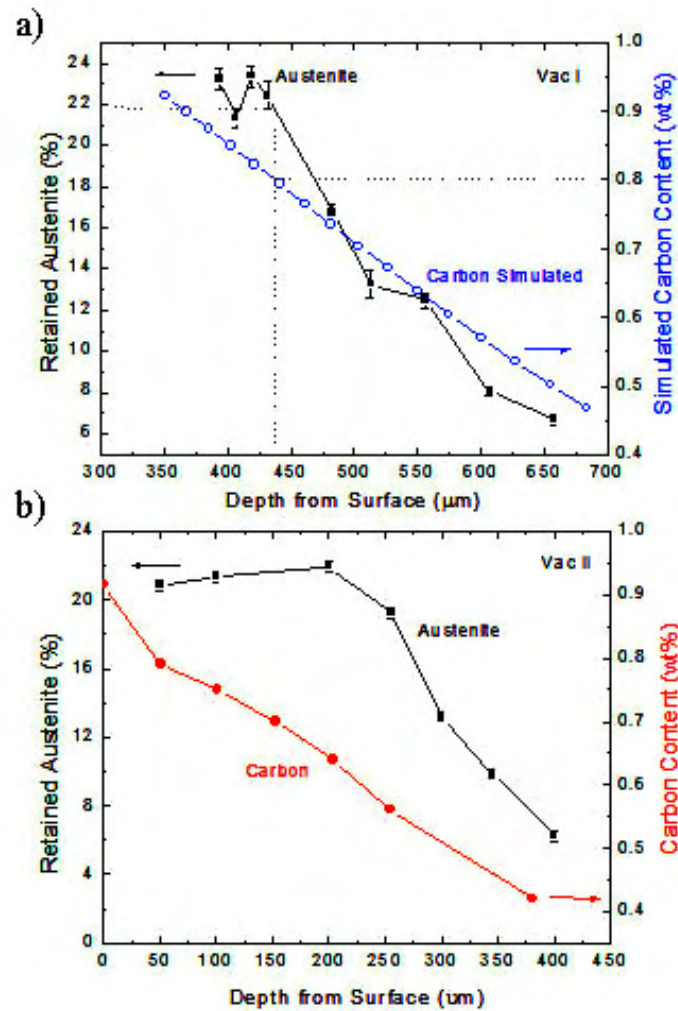 a)
Retained Austenite (%)
24
22
20
18
16
14
12
10
8
6
Austenite
Vac I
Carbon Simulated
1.0
0.9
0.8
0.7
0.6
0.5
0.4
Simulated Carbon Content (wt%)
300 350 400 450 500 550 600 650 700
Depth from Surface (µm)
b)
Retained Austenite (%)
24
20
16
12
8
4
0
Vac II
Austenite
Carbon
1.0
0.9
0.8
0.7
0.6
0.5
0.4
Carbon Content (wt%)
0 50 100 150 200 250 300 350 400 450
Depth from Surface (υm)